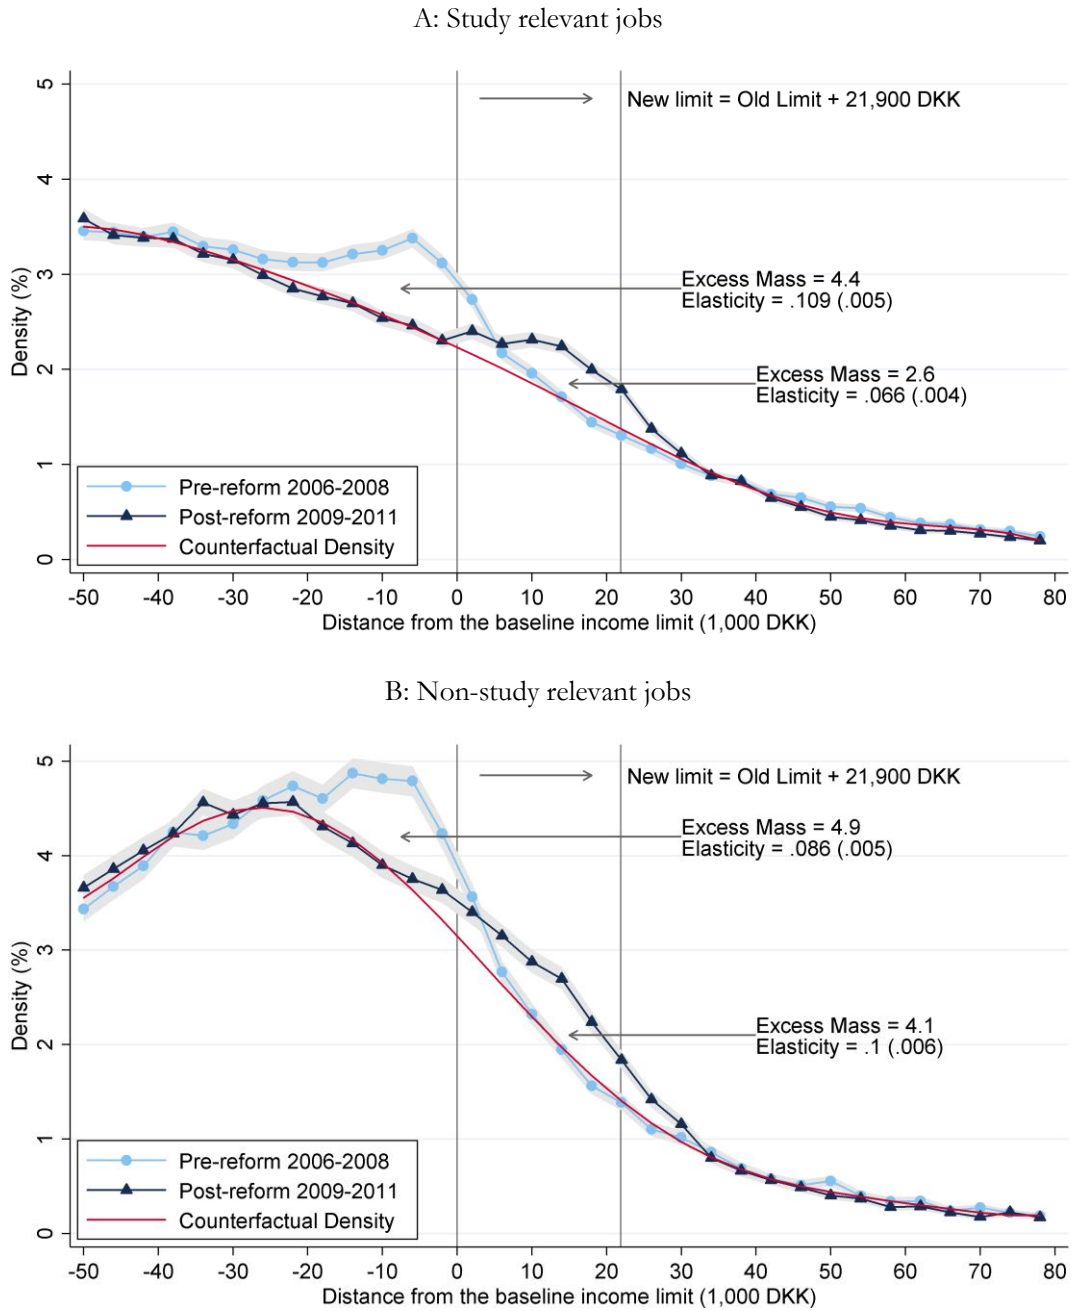 A: Study relevant jobs
New limit = Old Limit + 21,900 DKK
Excess Mass = 4.4
Elasticity = .109 (.005)
Excess Mass = 2.6
Elasticity = .066 (.004)
Density (%)
5
4
3
2
1
0
Pre-reform 2006-2008
Post-reform 2009-2011
Counterfactual Density
-50 -40 -30 -20 -10 0 10 20 30 40 50 60 70 80
Distance from the baseline income limit (1,000 DKK)
B: Non-study relevant jobs
New limit = Old Limit + 21,900 DKK
Excess Mass = 4.9
Elasticity = .086 (.005)
Excess Mass = 4.1
Elasticity = .1 (.006)
Density (%)
5
4
3
2
1
0
Pre-reform 2006-2008
Post-reform 2009-2011
Counterfactual Density
-50 -40 -30 -20 -10 0 10 20 30 40 50 60 70 80
Distance from the baseline income limit (1,000 DKK)